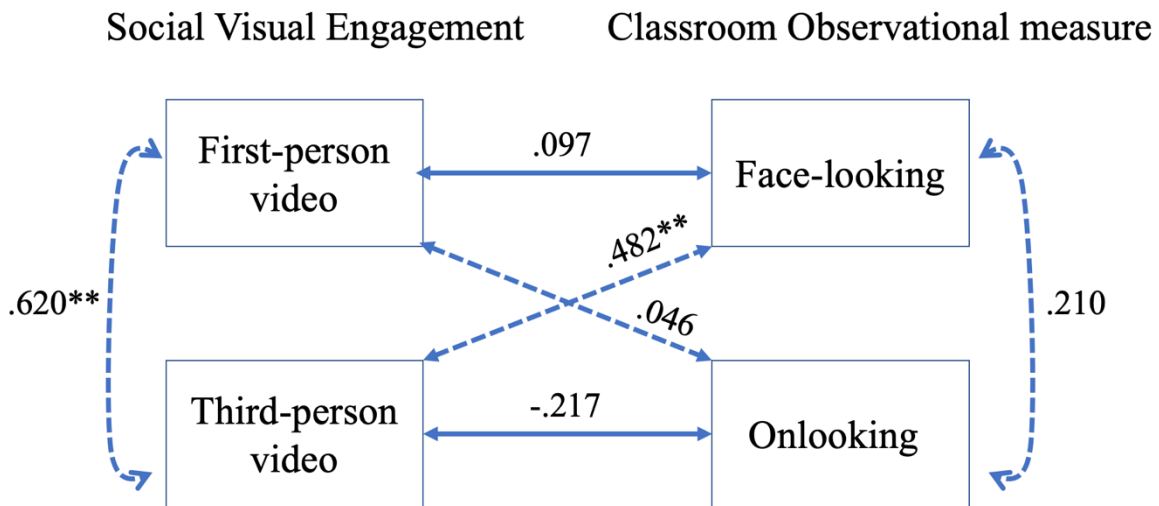 Social Visual Engagement
Classroom Observational measure
First-person
video
.097
Face-looking
.482**
.620**
.046
.210
Third-person
video
-.217
Onlooking